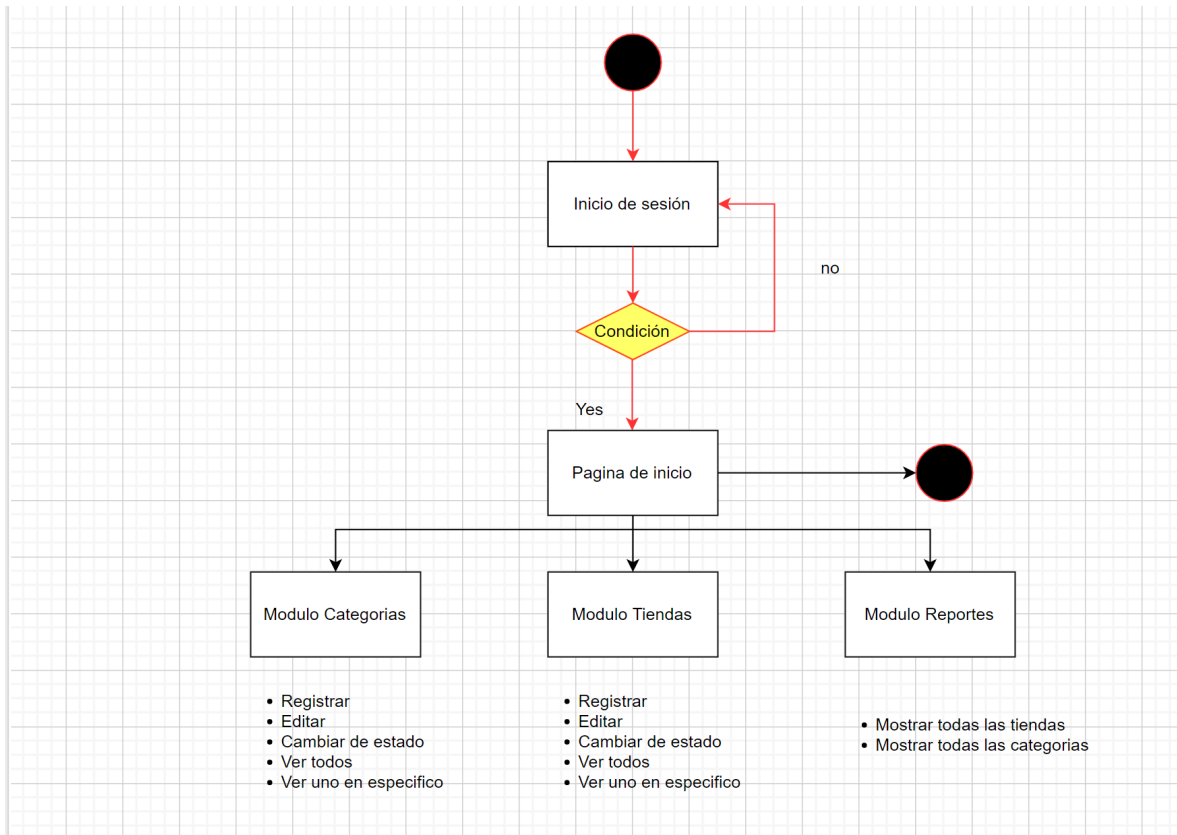 Inicio de sesión
no
Condición
Yes
Pagina de inicio
Modulo Categorias
Modulo Tiendas
Modulo Reportes
Registrar
Editar
Cambiar de estado
Ver todos
Ver uno en especifico
Registrar
Editar
Cambiar de estado
Ver todos
Ver uno en especifico
Mostrar todas las tiendas
Mostrar todas las categorias